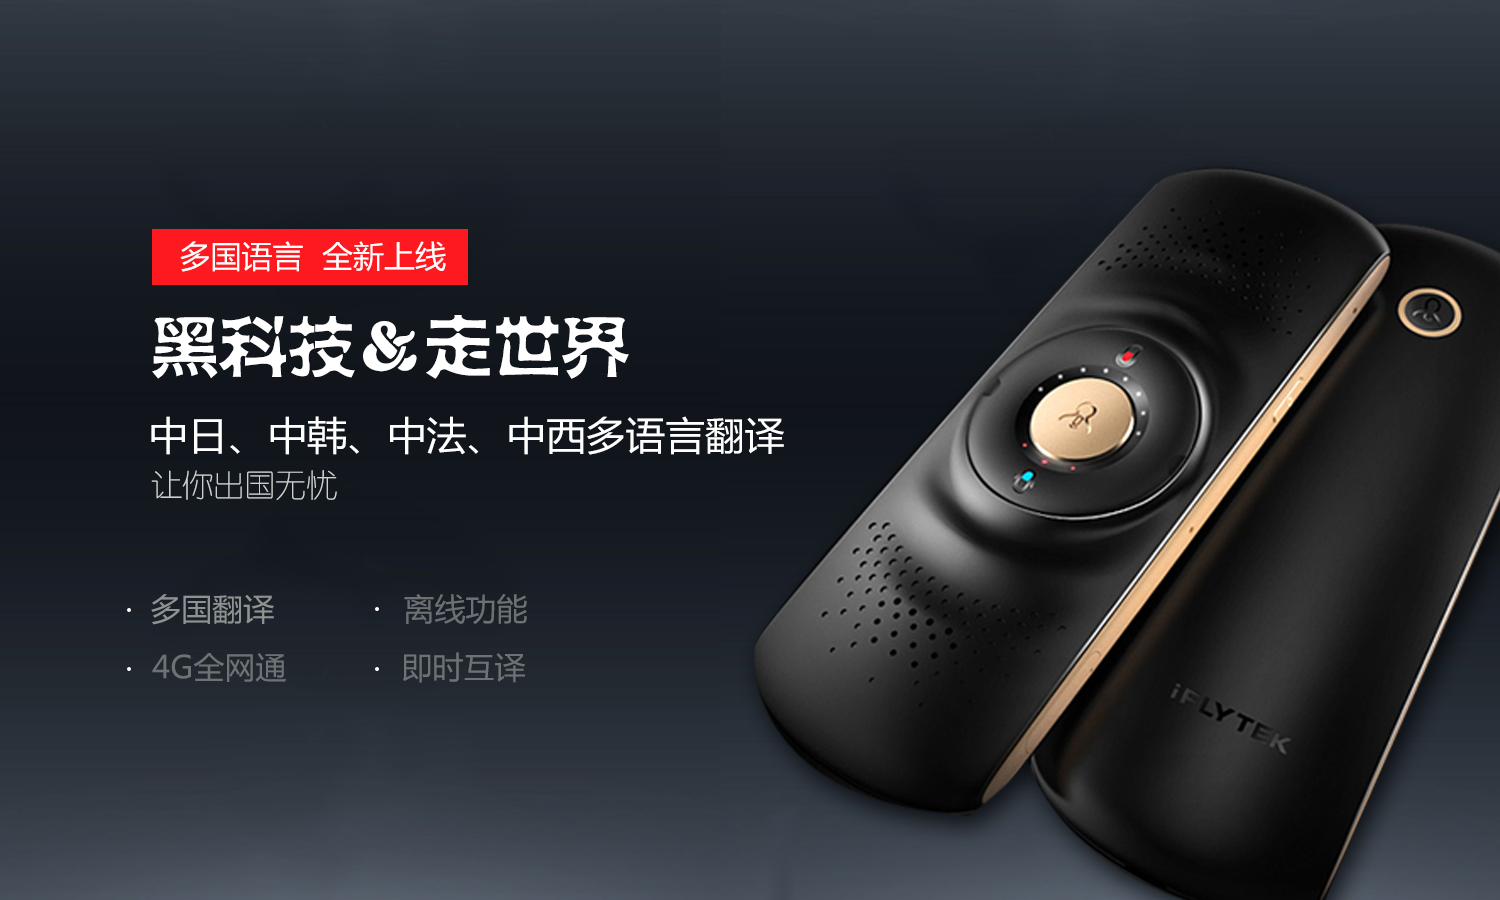 多国语言 全新上线
黑科技&走世界
中日、中韩、中法、中西多语言翻译
让你出国无忧
· 多国翻译 · 离线功能
· 4G全网通 · 即时互译
iFLYTEK